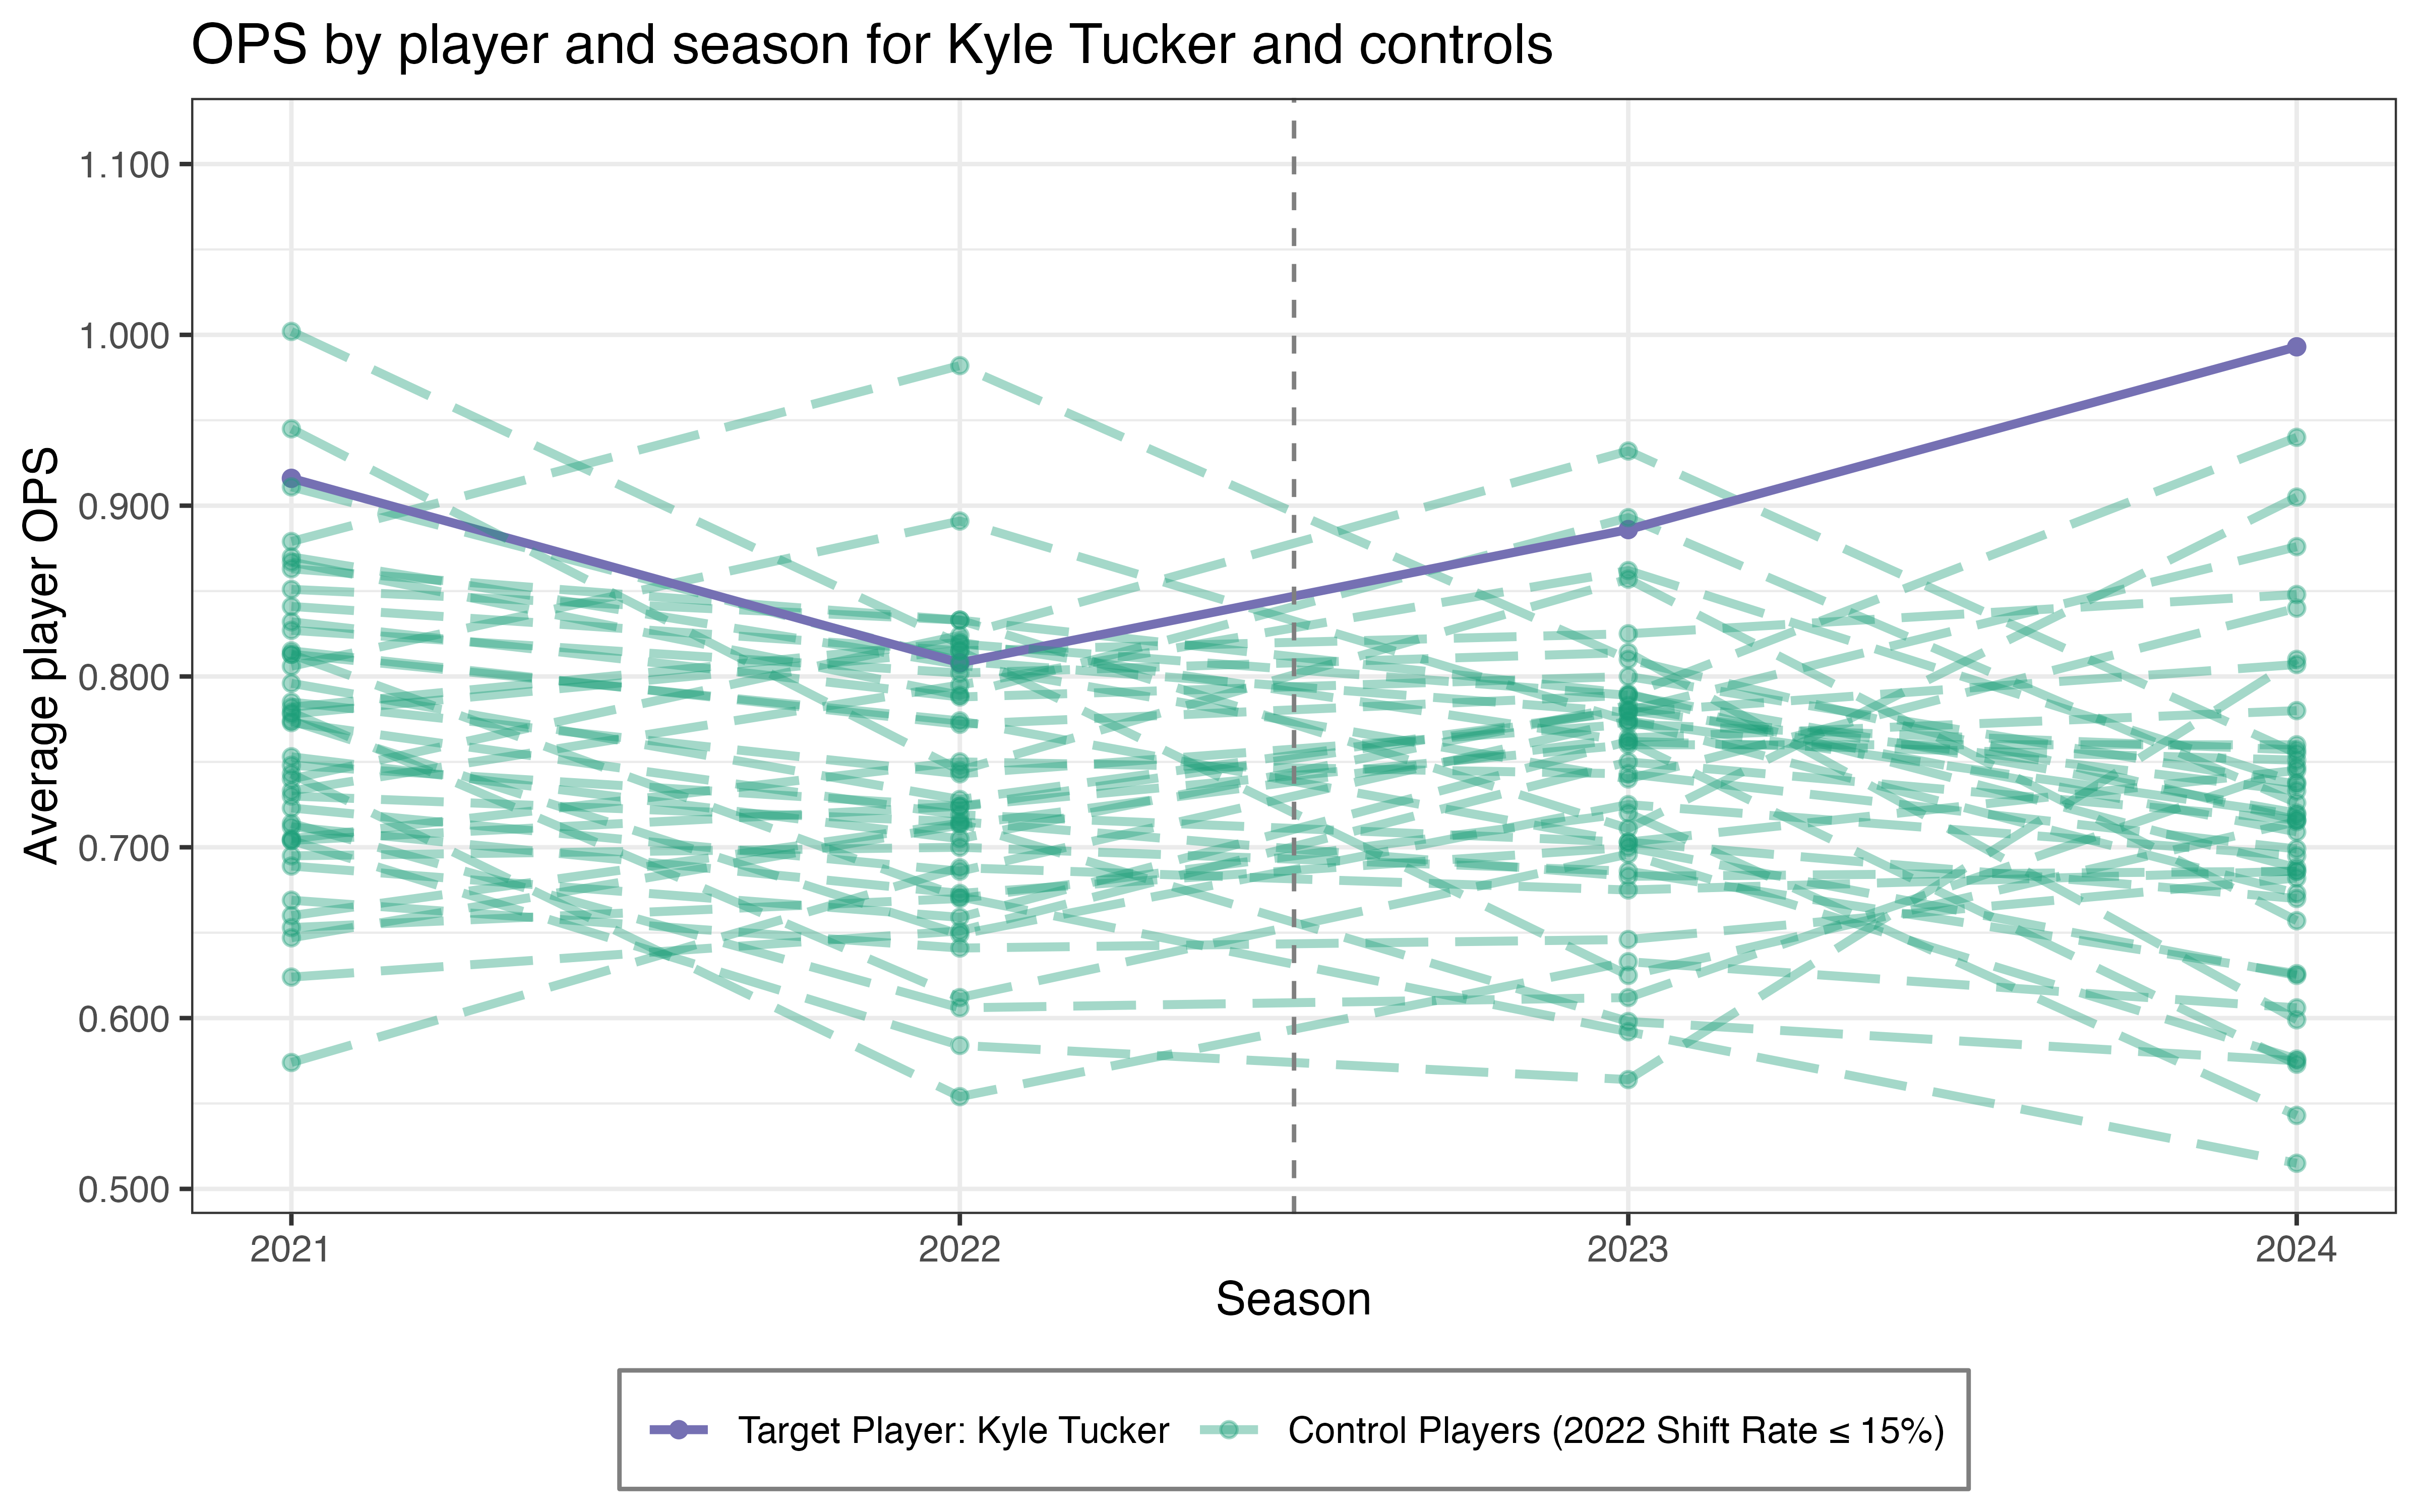 OPS by player and season for Kyle Tucker and controls
Average player OPS
1.100
1.000
0.900
0.800
0.700
0.600
0.500
2021 2022 2023 2024
Season
Target Player: Kyle Tucker Control Players (2022 Shift Rate ≤ 15%)